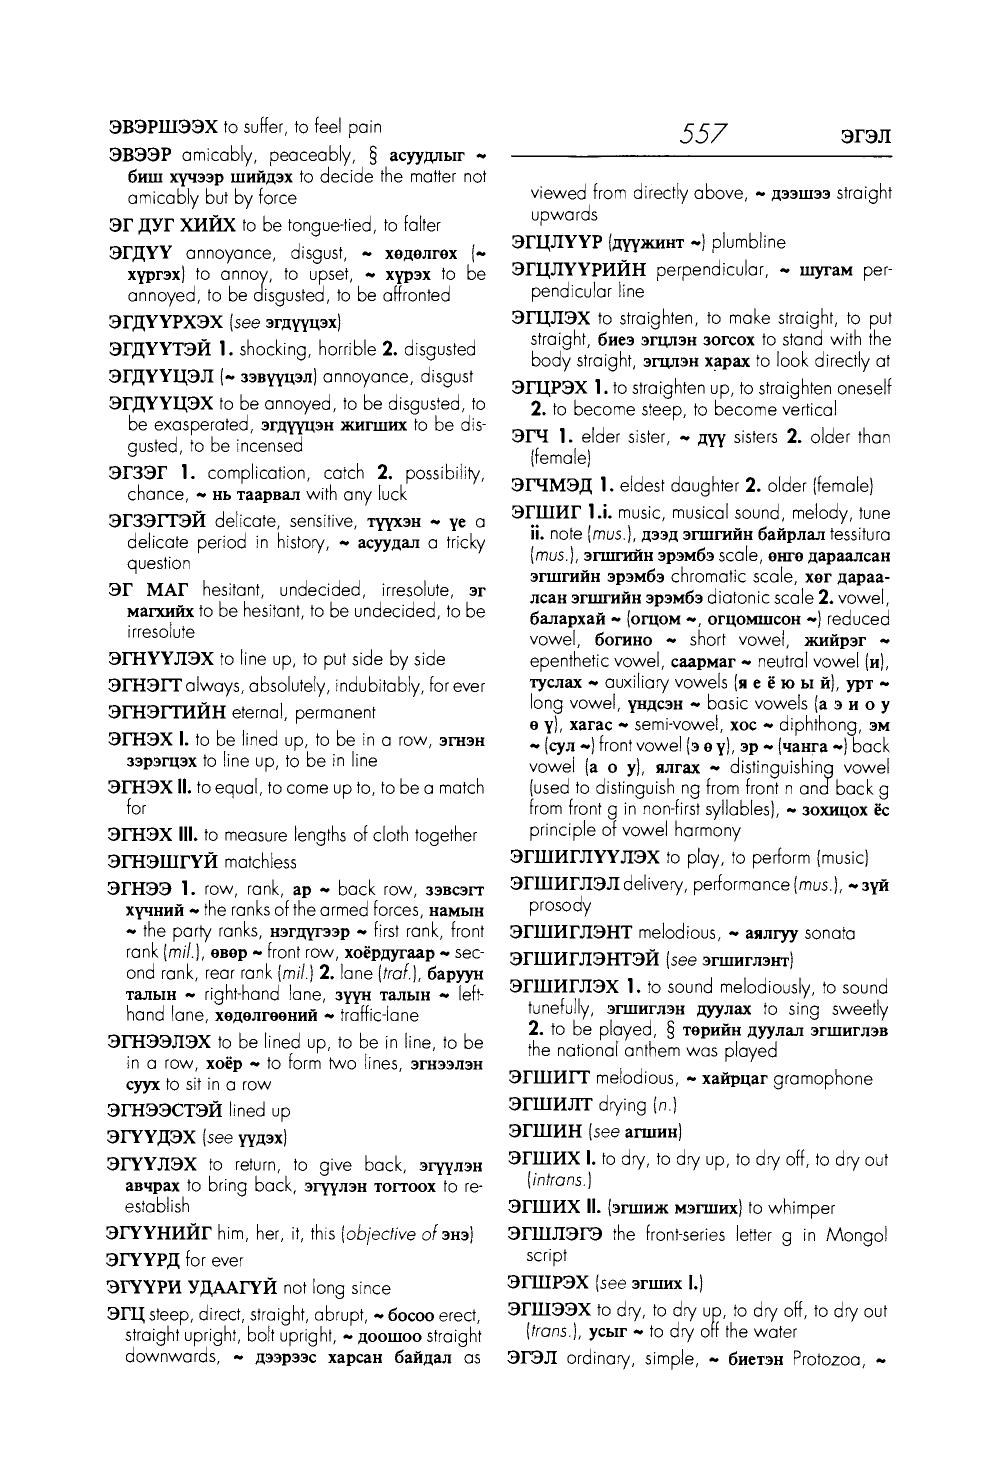 ЭВЭРШЭЭХ to suffer, to feel pain
ЭВЭЭР amicably, peaceably, § асуудлыг ~
биш хүчээр шийдэх to decide the matter not
amicably but by force
ЭГ ДУГ ХИЙХ to be tongue-tied, to falter
ЭГДҮҮ annoyance, disgust, ~ хөдөлгөх (~
хүргэх) to annoy, to upset, ~ хүрэх to be
annoyed, to be disgusted, to be affronted
ЭГДҮҮРХЭХ (see эгдүүцэх)
ЭГДҮҮТЭЙ 1. shocking, horrible 2. disgusted
ЭГДҮҮЦЭЛ (~ зэвүүцэл) annoyance, disgust
ЭГДҮҮЦЭХ to be annoyed, to be disgusted, to
be exasperated, эгдүүцэн жигших to be dis-
gusted, to be incensed
ЭГЗЭГ 1. complication, catch 2. possibility,
chance, ~ нь таарвал with any luck
ЭГЗЭГТЭЙ delicate, sensitive, түүхэн ~ үе a
delicate period in history, ~ асуудал a tricky
question
ЭГ МАГ hesitant, undecided, irresolute, эг
магхийх to be hesitant, to be undecided, to be
irresolute
ЭГНҮҮЛЭХ to line up, to put side by side
ЭГНЭГТ always, absolutely, indubitably, for ever
ЭГНЭГТИЙН eternal, permanent
ЭГНЭХ I. to be lined up, to be in a row, эгнэн
зэрэгцэх to line up, to be in line
ЭГНЭХ II. to equal, to come up to, to be a match
for
ЭГНЭХ III. to measure lengths of cloth together
ЭГНЭШГҮЙ matchless
ЭГНЭЭ 1. row, rank, ар ~ back row, зэвсэгт
хүчний ~ the ranks of the armed forces, намын
~ the party ranks, нэгдүгээр ~ first rank, front
rank (mil.), өвөр ~ front row, хоёрдугаар ~ sec-
ond rank, rear rank (mil.) 2. lane (traf.), баруун
талын ~ right-hand lane, зүүн талын ~ left-
hand lane, хөдөлгөөний ~ traffic-lane
ЭГНЭЭЛЭХ to be lined up, to be in line, to be
in a row, хоёр ~ to form two lines, эгнээлэн
суух to sit in a row
ЭГНЭЭСТЭЙ lined up
ЭГҮҮДЭХ (see үүдэх)
ЭГҮҮЛЭХ to return, to give back, эгүүлэн
авчрах to bring back, эгүүлэн тогтоох to re-
establish
ЭГҮҮНИЙГ him, her, it, this (objective of энэ)
ЭГҮҮРД for ever
ЭГҮҮРИ УДААГҮЙ not long since
ЭГЦ steep, direct, straight, abrupt, ~ босоо erect,
straight upright, bolt upright, ~ доошоо straight
downwards, ~ дээрээс харсан байдал as
557 ЭГЭЛ
viewed from directly above, ~ дээшээ straight
upwards
ЭГЦЛҮҮР (дүүжинт ~) plumbline
ЭГЦЛҮҮРИЙН perpendicular, ~ шугам per-
pendicular line
ЭГЦЛЭХ to straighten, to make straight, to put
straight, биеэ эгцлэн зогсох to stand with the
body straight, эгцлэн харах to look directly at
ЭГЦРЭХ 1. to straighten up, to straighten oneself
2. to become steep, to become vertical
ЭГЧ 1. elder sister, ~ дүү sisters 2. older than
(female)
ЭГЧМЭД 1. eldest daughter 2. older (female)
ЭГШИГ 1.i. music, musical sound, melody, tune
ii. note (mus.), дээд эгшгийн байрлал tessitura
(mus.), эгшгийн эрэмбэ scale, өнгө дараалсан
эгшгийн эрэмбэ chromatic scale, хөг дараа-
лсан эгшгийн эрэмбэ diatonic scale 2. vowel,
балархай ~ (огцом ~, огцомшсон ~) reduced
vowel, богино ~ short vowel, жийрэг ~
epenthetic vowel, саармаг ~ neutral vowel (и),
туслах ~ auxiliary vowels (я е ё ю ы й), урт ~
long vowel, үндсэн ~ basic vowels (а э и о у
ө ү), хагас ~ semi-vowel, хос ~ diphthong, эм
~ (сул ~) front vowel (э ө ү), эр ~ (чанга ~) back
vowel (а о у), ялгах ~ distinguishing vowel
(used to distinguish ng from front n and back g
from front g in non-first syllables), ~ зохицох ёс
principle of vowel harmony
ЭГШИГЛҮҮЛЭХ to play, to perform (music)
ЭГШИГЛЭЛ delivery, performance (mus.), ~ зүй
prosody
ЭГШИГЛЭНТ melodious, ~ аялгуу sonata
ЭГШИГЛЭНТЭЙ (see эгшиглэнт)
ЭГШИГЛЭХ 1. to sound melodiously, to sound
tunefully, эгшиглэн дуулах to sing sweetly
2. to be played, § төрийн дуулал эгшиглэв
the national anthem was played
ЭГШИГТ melodious, ~ хайрцаг gramophone
ЭГШИЛТ drying (n.)
ЭГШИН (see агшин)
ЭГШИХ I. to dry, to dry up, to dry off, to dry out
(intrans.)
ЭГШИХ II. (эгшиж мэгших) to whimper
ЭГШЛЭГЭ the front-series letter g in Mongol
script
ЭГШРЭХ (see эгших I.)
ЭГШЭЭХ to dry, to dry up, to dry off, to dry out
(trans.), усыг ~ to dry off the water
ЭГЭЛ ordinary, simple, ~ биетэн Protozoa, ~